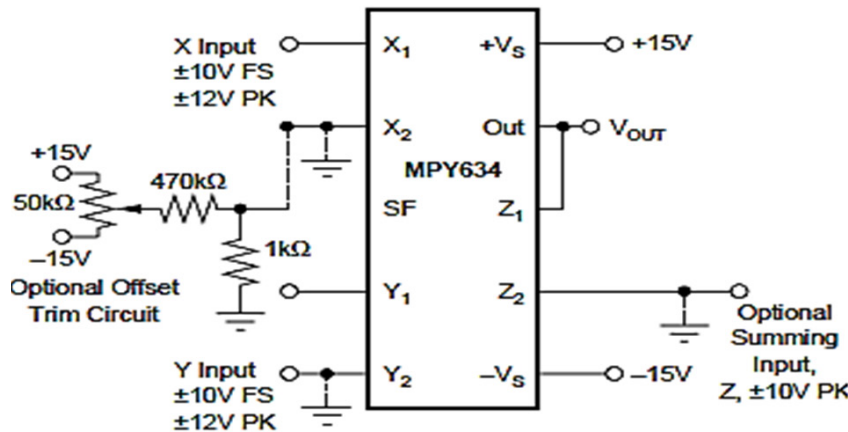 X Input
±10V FS
±12V PK
X1
+VS
+15V
X2
Out
VOUT
MPY634
+15V
470kΩ
50kΩ
SF
Z1
–15V
1kΩ
Optional Offset
Trim Circuit
Y1
Z2
Optional
Summing
Input,
Z, ±10V PK
Y Input
±10V FS
±12V PK
Y2
–VS
–15V